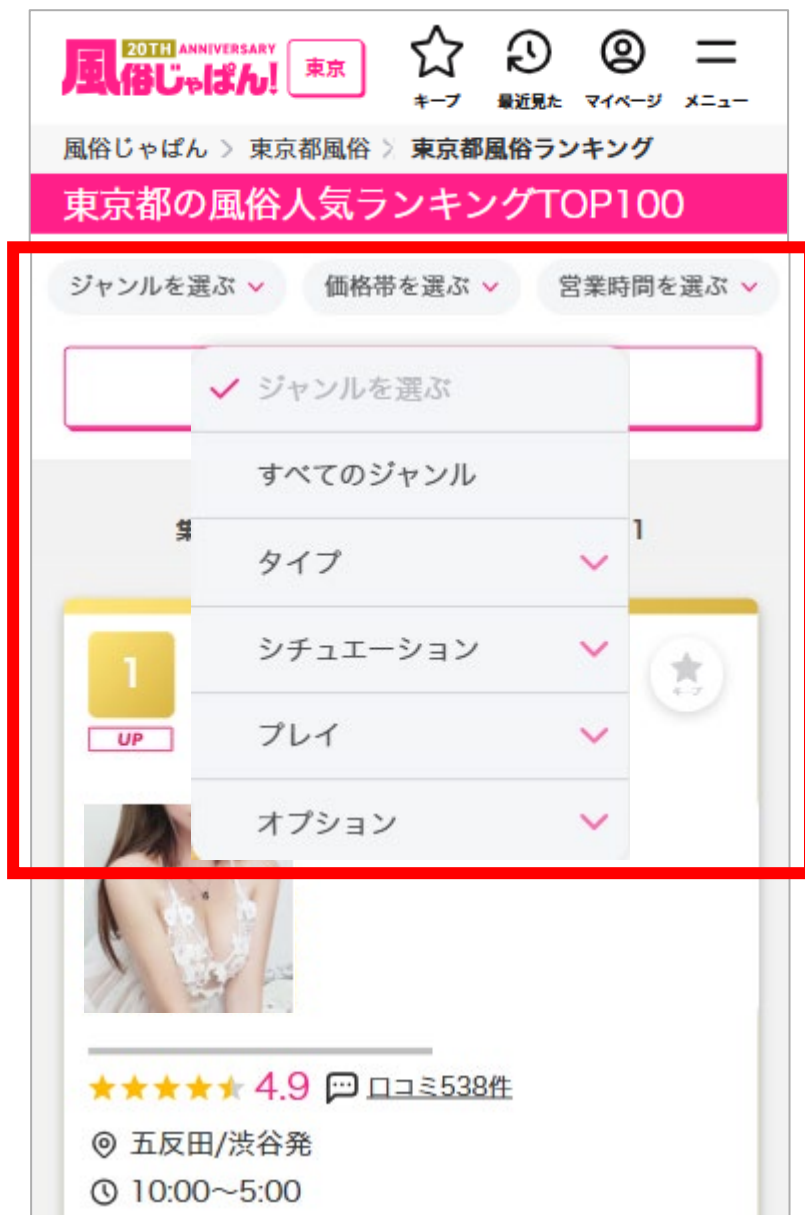 20TH ANNIVERSARY
風俗じゃぱん!
東京
キープ
最近見た
マイページ
メニュー
風俗じゃぱん > 東京都風俗 > 東京都風俗ランキング
東京都の風俗人気ランキングTOP100
ジャンルを選ぶ
価格帯を選ぶ
営業時間を選ぶ
ジャンルを選ぶ
すべてのジャンル
1
タイプ
シチュエーション
1
キープ
UP
プレイ
オプション
4.9 口コミ538件
五反田/渋谷発
10:00〜5:00